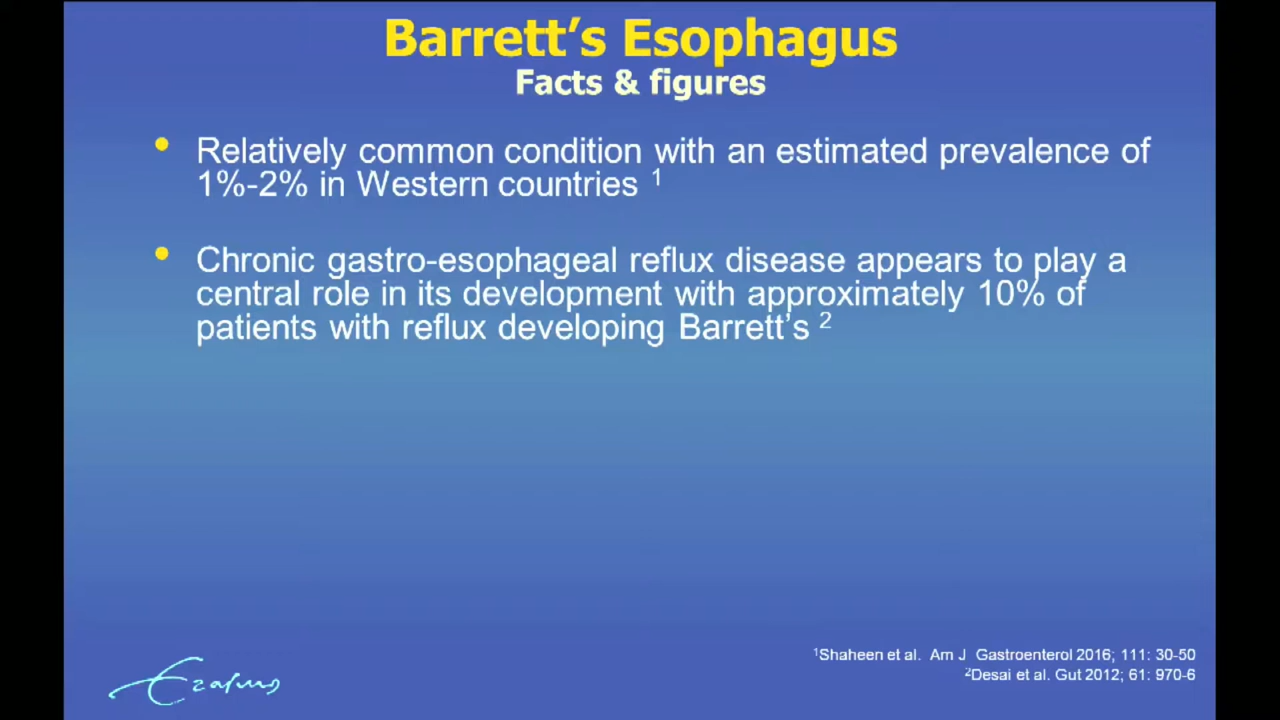 Barrett’s Esophagus
Facts & figures
• Relatively common condition with an estimated prevalence of
1%-2% in Western countries 1
• Chronic gastro-esophageal reflux disease appears to play a
central role in its development with approximately 10% of
patients with reflux developing Barrett’s 2
1Shaheen et al. Am J Gastroenterol 2016; 111: 30-50
2Desai et al. Gut 2012; 61: 970-6
Erasmus